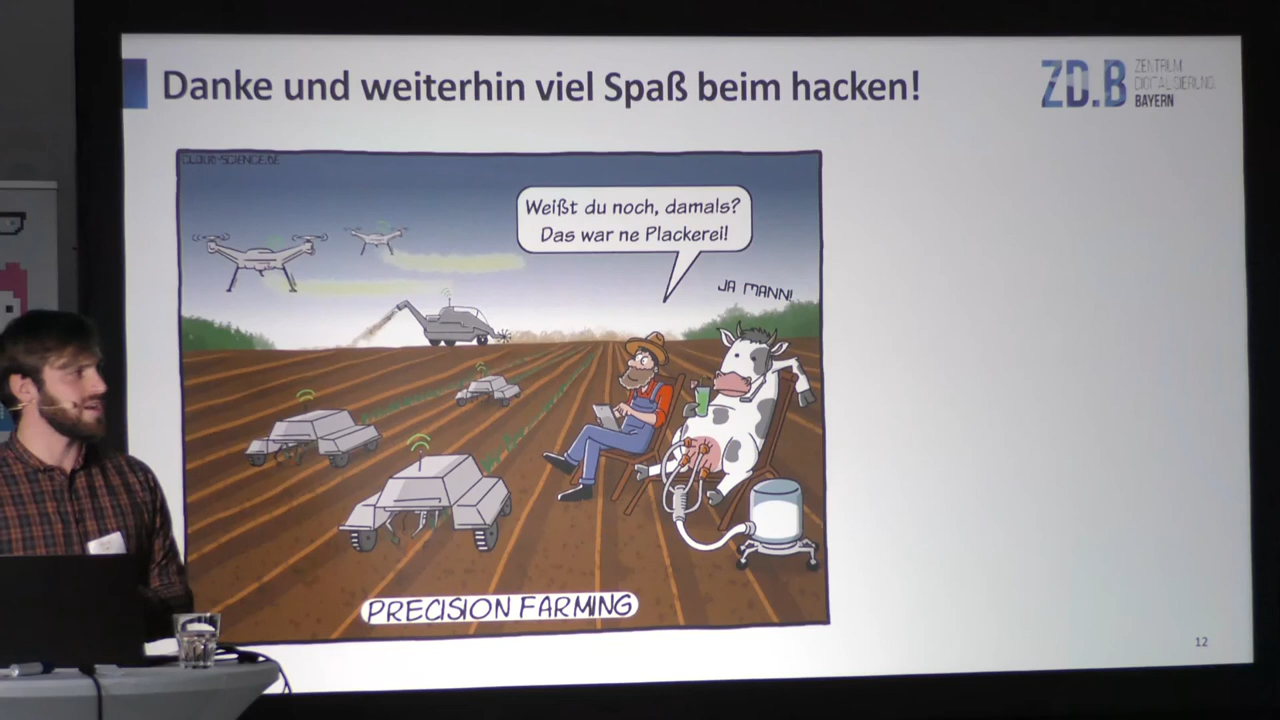 Danke und weiterhin viel Spaß beim hacken!
ZD.B
ZENTRUM
DIGITALISIERUNG.
BAYERN
CLOUD-SCIENCE.DE
Weißt du noch, damals?
Das war ne Plackerei!
JA MANN!
PRECISION FARMING
12